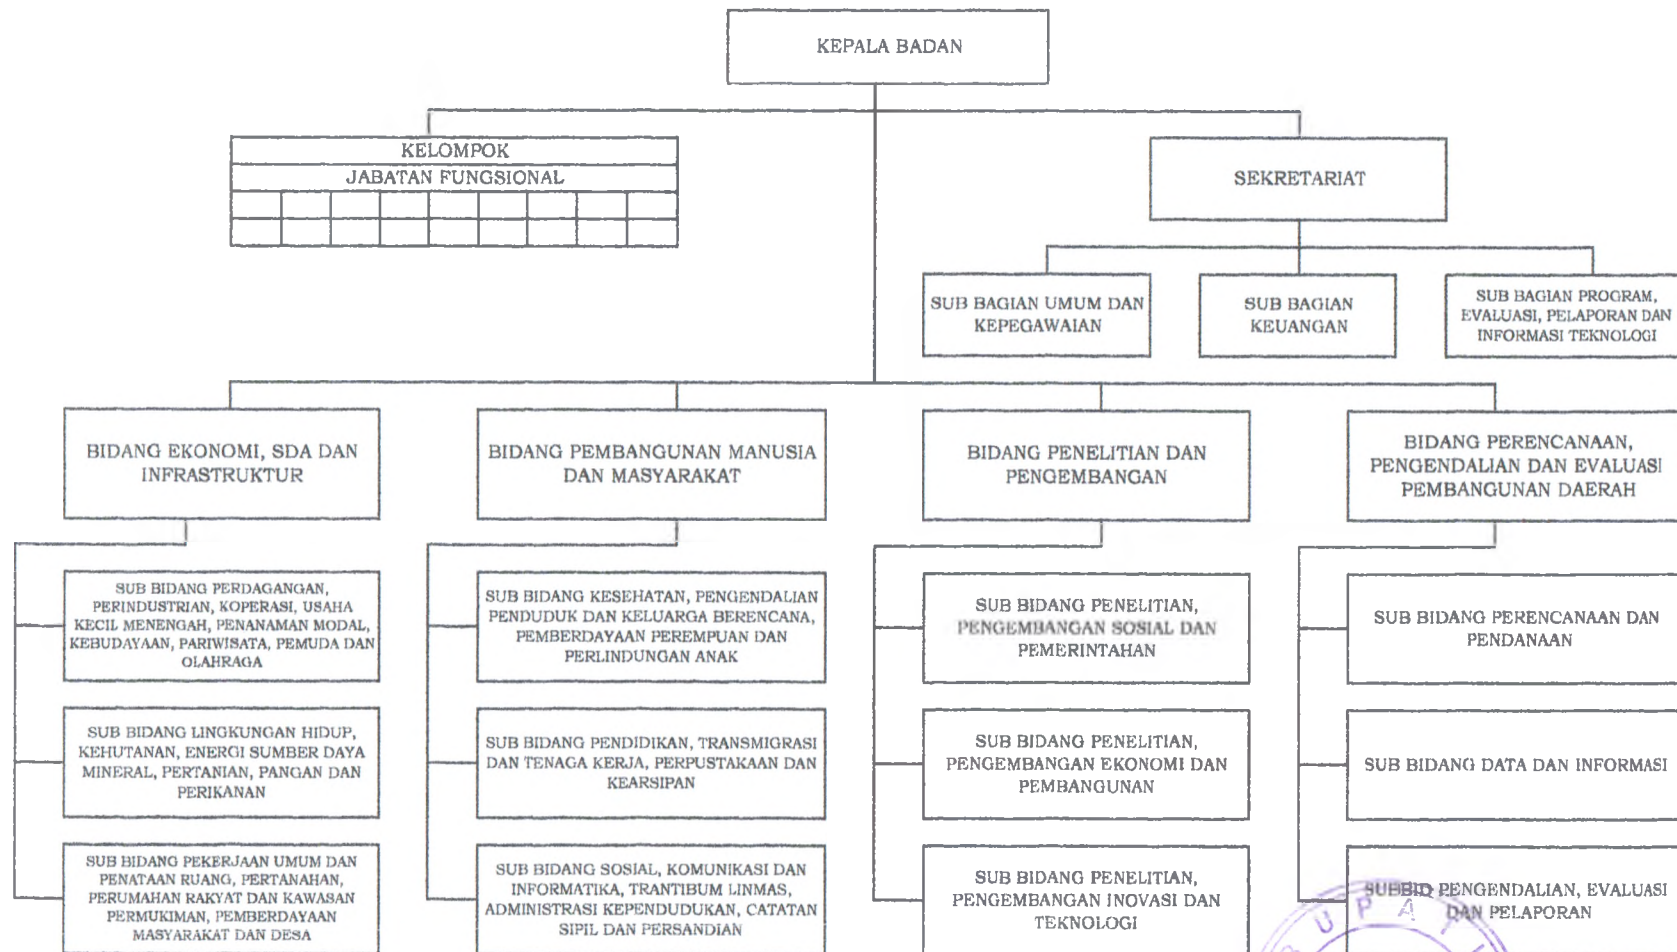 KEPALA BADAN
KELOMPOK
JABATAN FUNGSIONAL
SEKRETARIAT
SUB BAGIAN UMUM DAN
KEPEGAWAIAN
SUB BAGIAN
KEUANGAN
SUB BAGIAN PROGRAM,
EVALUASI, PELAPORAN DAN
INFORMASI TEKNOLOGI
BIDANG EKONOMI, SDA DAN
INFRASTRUKTUR
BIDANG PEMBANGUNAN MANUSIA
DAN MASYARAKAT
BIDANG PENELITIAN DAN
PENGEMBANGAN
BIDANG PERENCANAAN,
PENGENDALIAN DAN EVALUASI
PEMBANGUNAN DAERAH
SUB BIDANG PERDAGANGAN,
PERINDUSTRIAN, KOPERASI, USAHA
KECIL MENENGAH, PENANAMAN MODAL,
KEBUDAYAAN, PARIWISATA, PEMUDA DAN
OLAHRAGA
SUB BIDANG KESEHATAN, PENGENDALIAN
PENDUDUK DAN KELUARGA BERENCANA,
PEMBERDAYAAN PEREMPUAN DAN
PERLINDUNGAN ANAK
SUB BIDANG PENELITIAN,
PENGEMBANGAN SOSIAL DAN
PEMERINTAHAN
SUB BIDANG PERENCANAAN DAN
PENDANAAN
SUB BIDANG LINGKUNGAN HIDUP,
KEHUTANAN, ENERGI SUMBER DAYA
MINERAL, PERTANIAN, PANGAN DAN
PERIKANAN
SUB BIDANG PENDIDIKAN, TRANSMIGRASI
DAN TENAGA KERJA, PERPUSTAKAAN DAN
KEARSIPAN
SUB BIDANG PENELITIAN,
PENGEMBANGAN EKONOMI DAN
PEMBANGUNAN
SUB BIDANG DATA DAN INFORMASI
SUB BIDANG PEKERJAAN UMUM DAN
PENATAAN RUANG, PERTANAHAN,
PERUMAHAN RAKYAT DAN KAWASAN
PERMUKIMAN, PEMBERDAYAAN
MASYARAKAT DAN DESA
SUB BIDANG SOSIAL, KOMUNIKASI DAN
INFORMATIKA, TRANTIBUM LINMAS,
ADMINISTRASI KEPENDUDUKAN, CATATAN
SIPIL DAN PERSANDIAN
SUB BIDANG PENELITIAN,
PENGEMBANGAN INOVASI DAN
TEKNOLOGI
SUBBID PENGENDALIAN, EVALUASI
DAN PELAPORAN